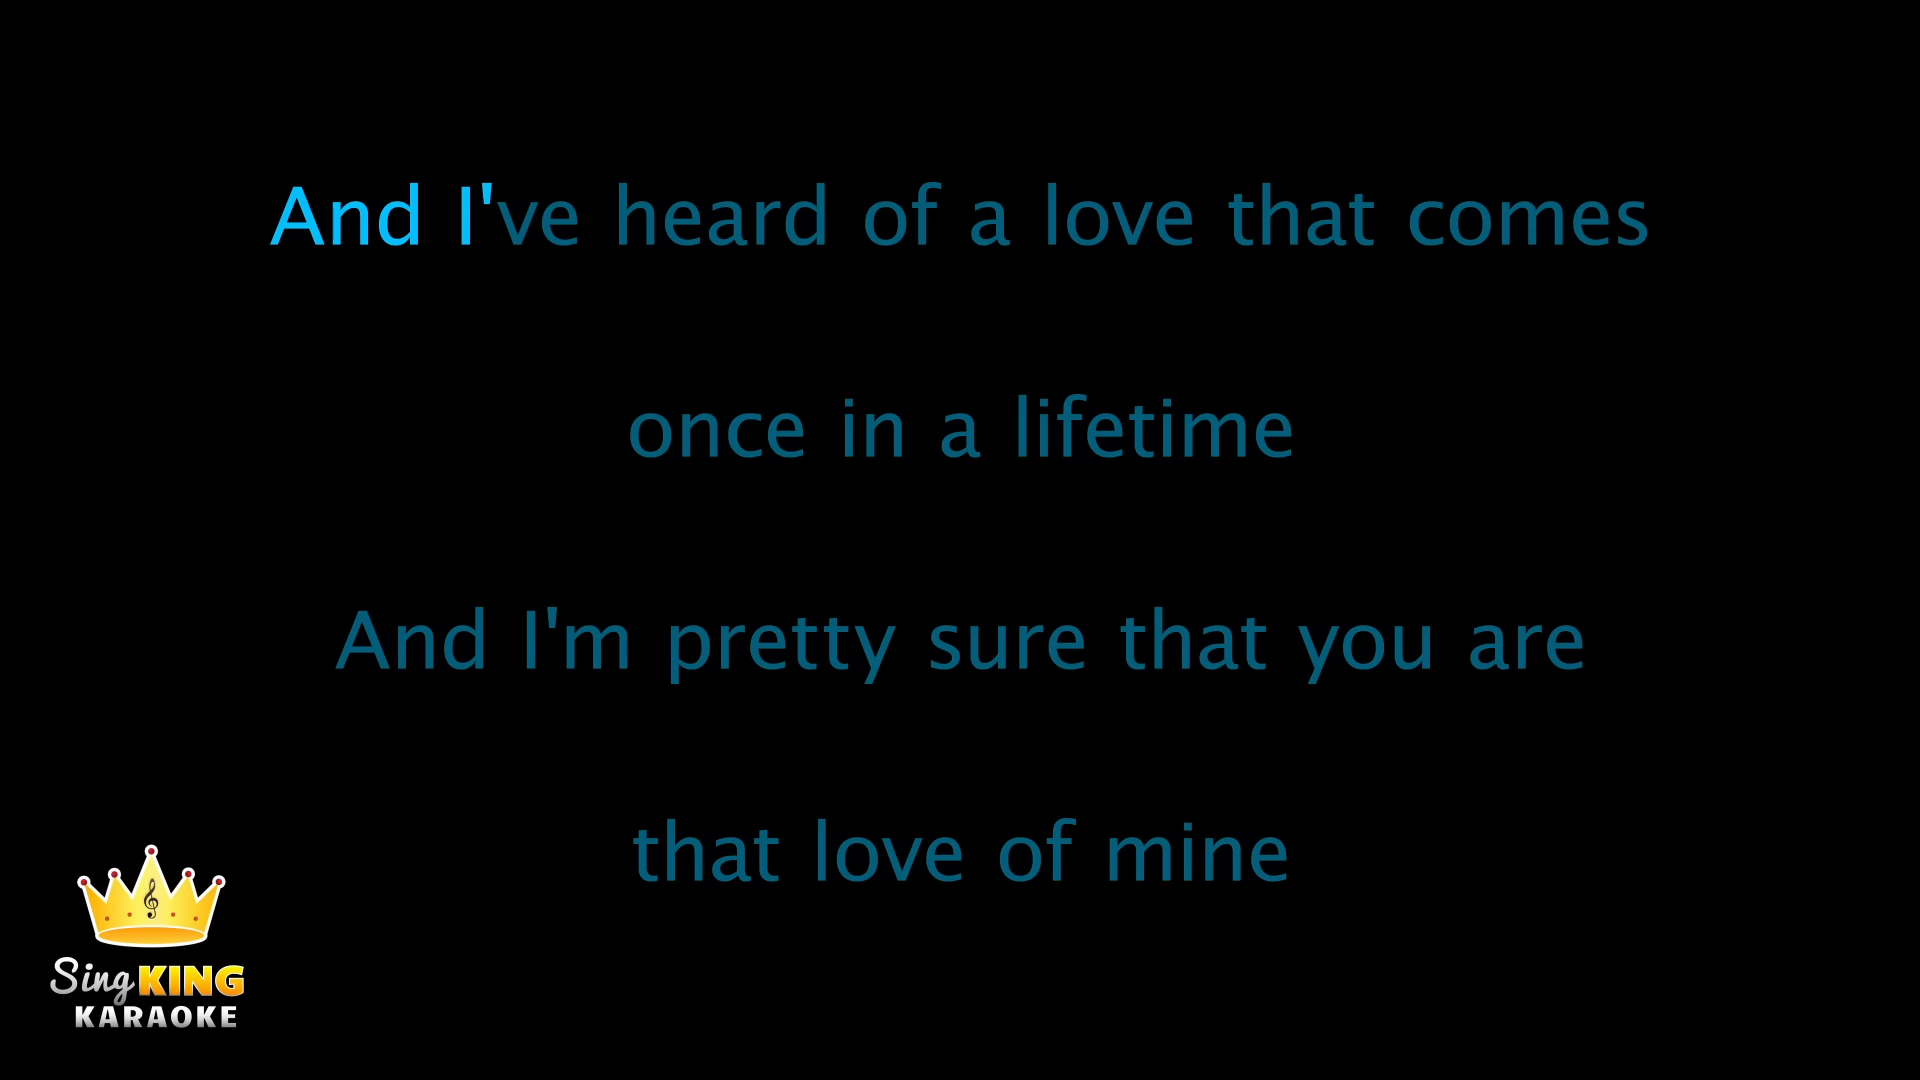 And I've heard of a love that comes
once in a lifetime
And I'm pretty sure that you are
that love of mine
Sing KING
KARAOKE